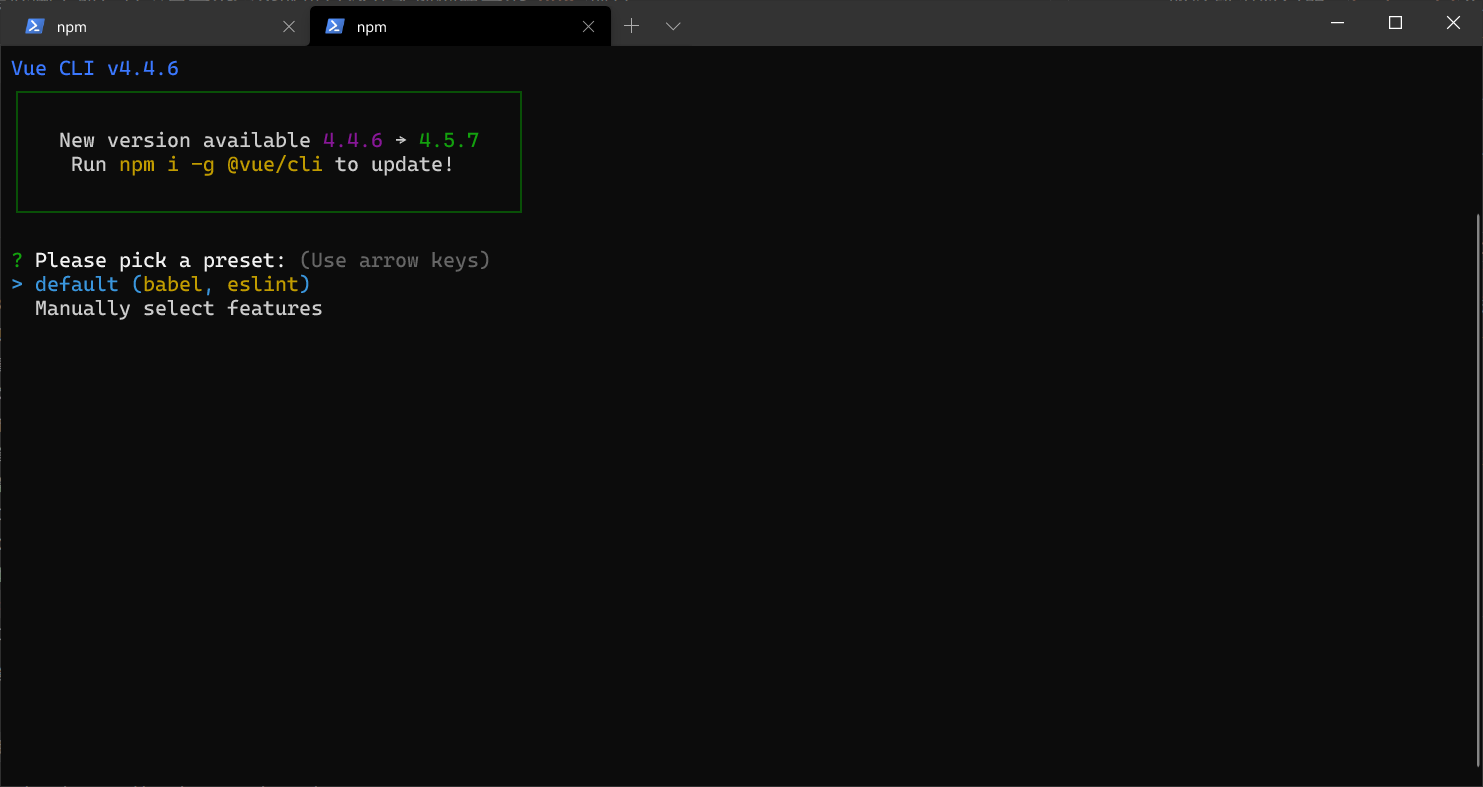 npm npm
Vue CLI v4.4.6
New version available 4.4.6 → 4.5.7
Run npm i -g @vue/cli to update!
? Please pick a preset: (Use arrow keys)
> default (babel, eslint)
Manually select features